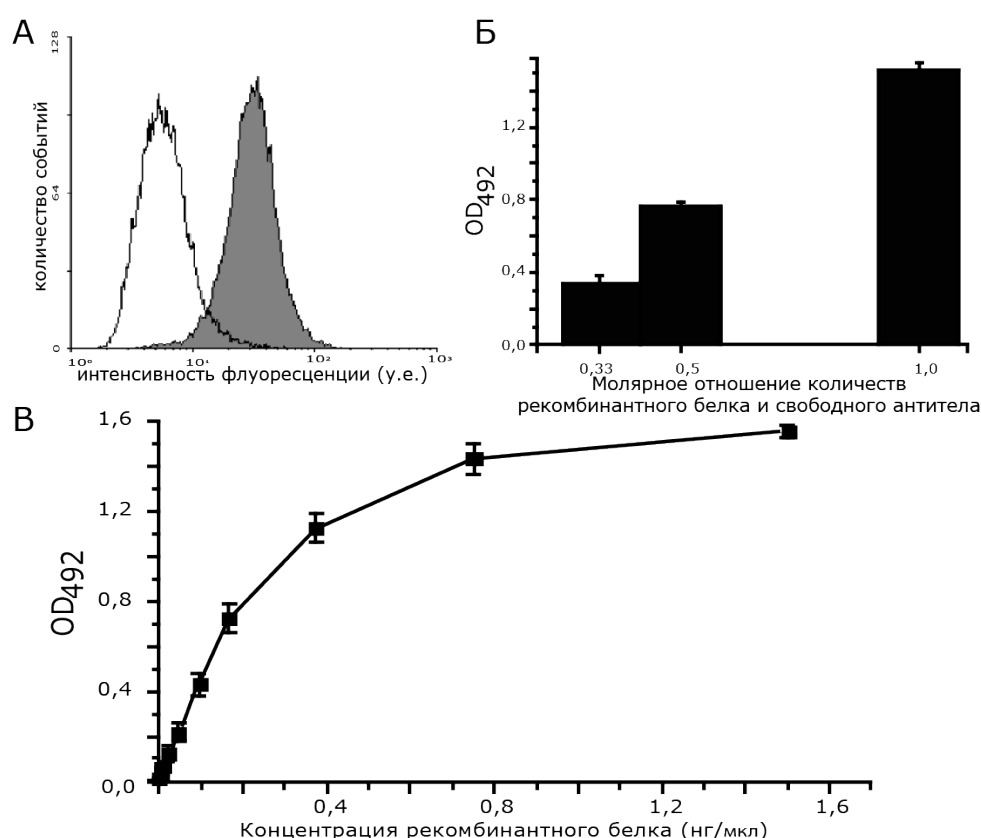 А
128
64
0
количество событий
10⁰
10¹
10²
10³
интенсивность флуоресценции (у.е.)
Б
1,2
0,8
0,4
0,0
OD492
0,33
0,5
1,0
Молярное отношение количеств
рекомбинантного белка и свободного антитела
В
1,6
1,2
0,8
0,4
0,0
OD492
0,4
0,8
1,2
1,6
Концентрация рекомбинантного белка (нг/мкл)